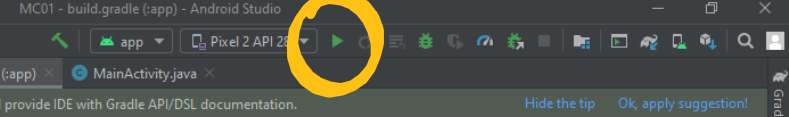 MC01 - build.gradle (:app) - Android Studio
app
Pixel 2 API 28
(:app)
MainActivity.java
provide IDE with Gradle API/DSL documentation.
Hide the tip
Ok, apply suggestion!
Grad